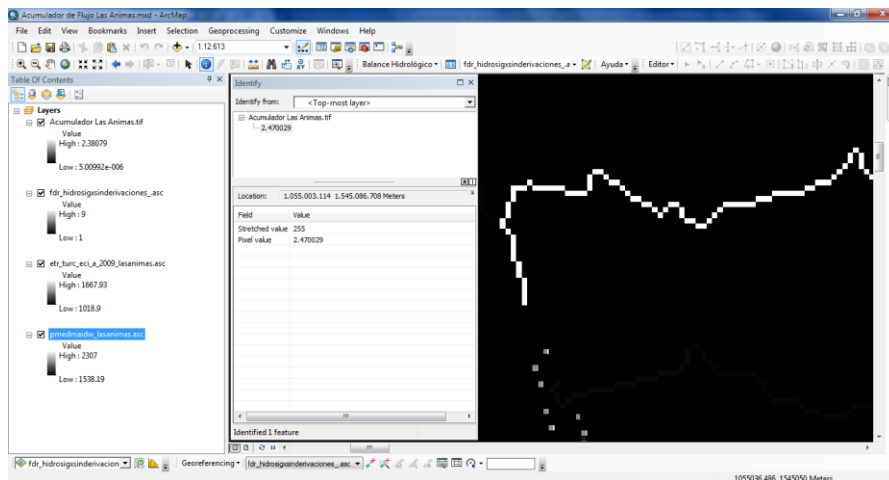 Acumulador de Flujo Las Animas.mxd - ArcMap
File Edit View Bookmarks Insert Selection Geoprocessing Customize Windows Help
1:12.613
Balance Hidrológico fdr_hidrosigxsinderivaciones_.a Ayuda Editor
Table Of Contents
Layers
Acumulador Las Animas.tif
Value
High : 2.38079
Low : 5.00992e-006
fdr_hidrosigxsinderivaciones_.asc
Value
High : 9
Low : 1
etr_turc_eci_a_2009_lasanimas.asc
Value
High : 1667.93
Low : 1018.9
pmedmaidw_lasanimas.asc
Value
High : 2307
Low : 1538.19
Identify
Identify from: <Top-most layer>
Acumulador Las Animas.tif
2.470029
Location: 1.055.003.114 1.545.086.708 Meters
Field Value
Stretched value 255
Pixel value 2.470029
Identified 1 feature
fdr_hidrosigxsinderivacion Georeferencing fdr_hidrosigxsinderivaciones_.asc
1055036.486 1545050 Meters